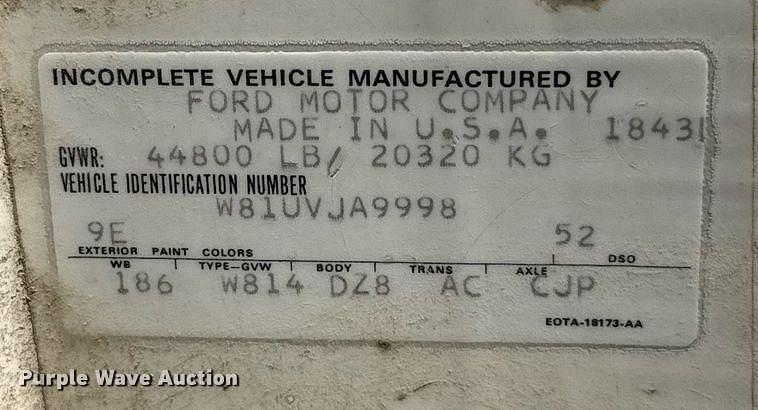 INCOMPLETE VEHICLE MANUFACTURED BY
FORD MOTOR COMPANY
MADE IN U.S.A. 18431
GVWR: 44800 LB/ 20320 KG
VEHICLE IDENTIFICATION NUMBER
W81UVJA9998
9E 52
EXTERIOR PAINT COLORS DSO
WB TYPE-GVW BODY TRANS AXLE
186 W814 DZ8 AC CJP
EOTA-18173-AA
Purple Wave Auction